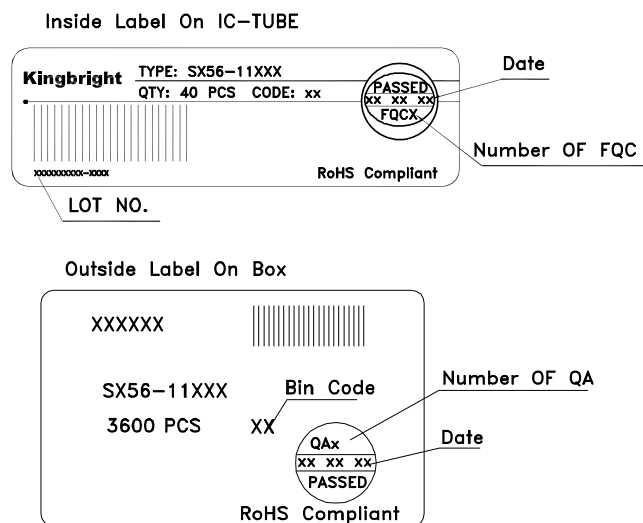 Inside Label On IC-TUBE
Kingbright
TYPE: SX56-11XXX
QTY: 40 PCS CODE: xx
PASSED
xx xx xx
FQCX
Date
Number OF FQC
xxxxxxxxxx-xxxx
RoHS Compliant
LOT NO.
Outside Label On Box
XXXXXX
SX56-11XXX
Bin Code
3600 PCS
XX
Number OF QA
QAx
xx xx xx
Date
PASSED
RoHS Compliant